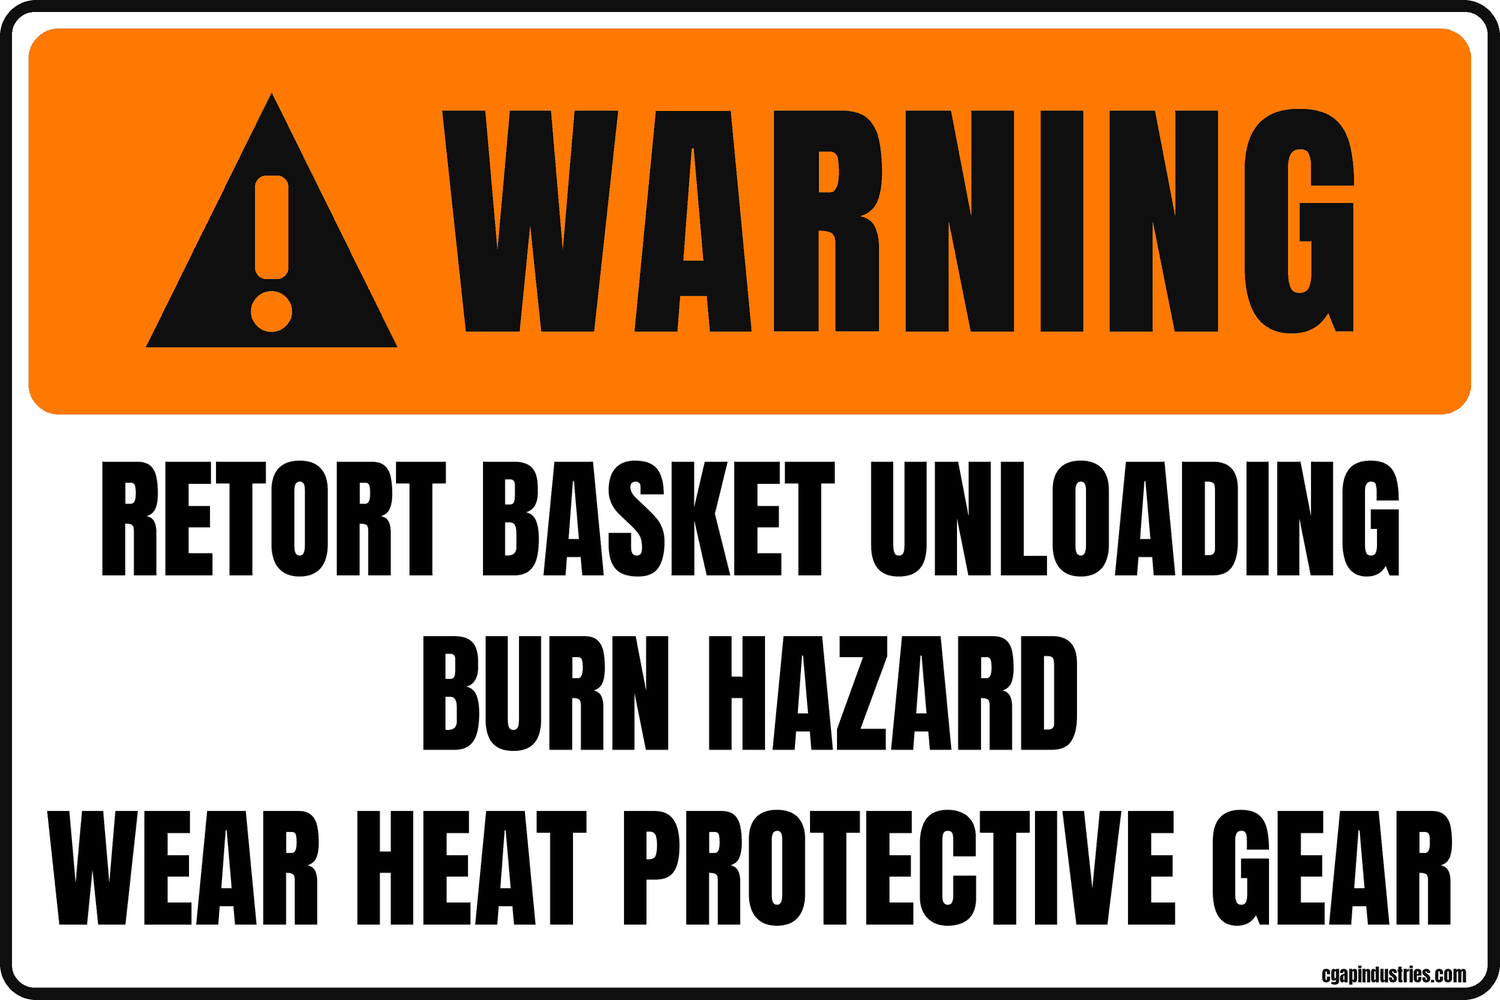 WARNING
RETORT BASKET UNLOADING
BURN HAZARD
WEAR HEAT PROTECTIVE GEAR
cgapindustries.com